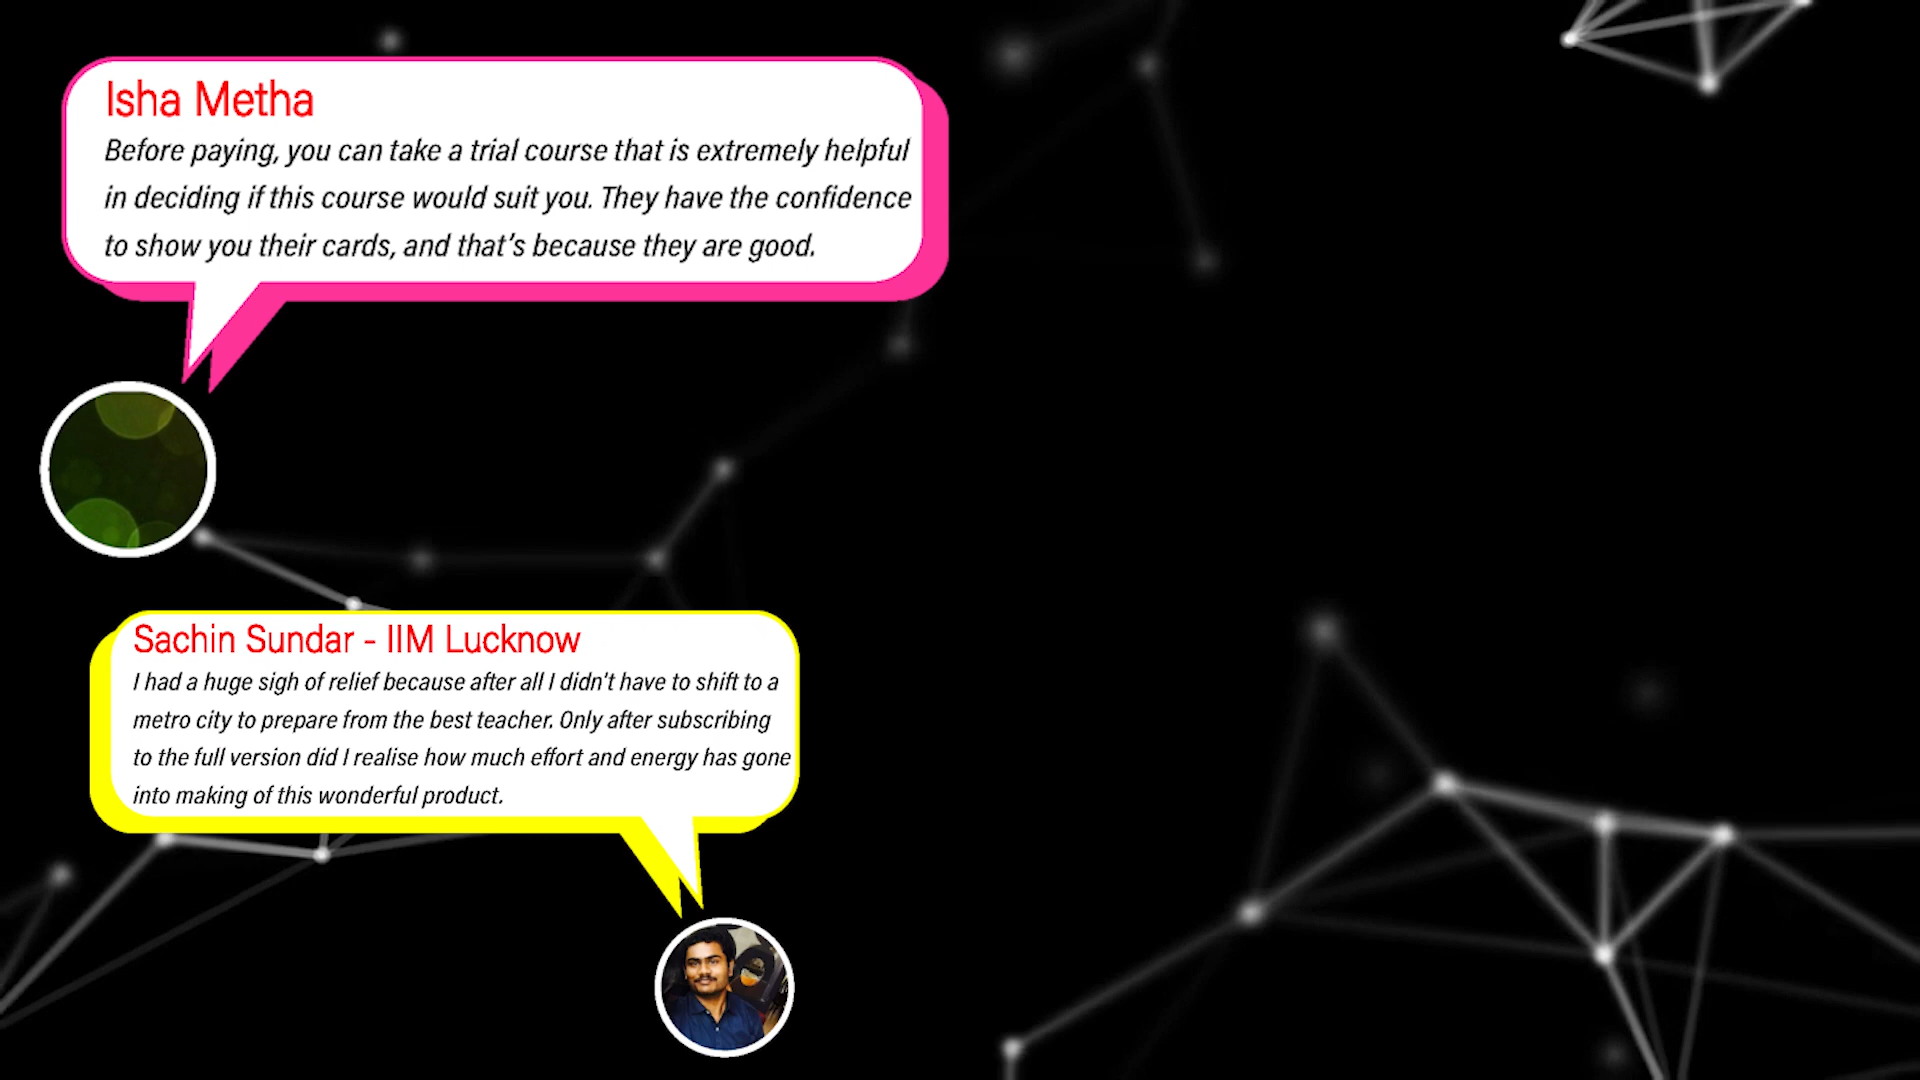 Isha Metha
Before paying, you can take a trial course that is extremely helpful
in deciding if this course would suit you. They have the confidence
to show you their cards, and that's because they are good.
Sachin Sundar - IIM Lucknow
I had a huge sigh of relief because after all I didn't have to shift to a
metro city to prepare from the best teacher. Only after subscribing
to the full version did I realise how much effort and energy has gone
into making of this wonderful product.